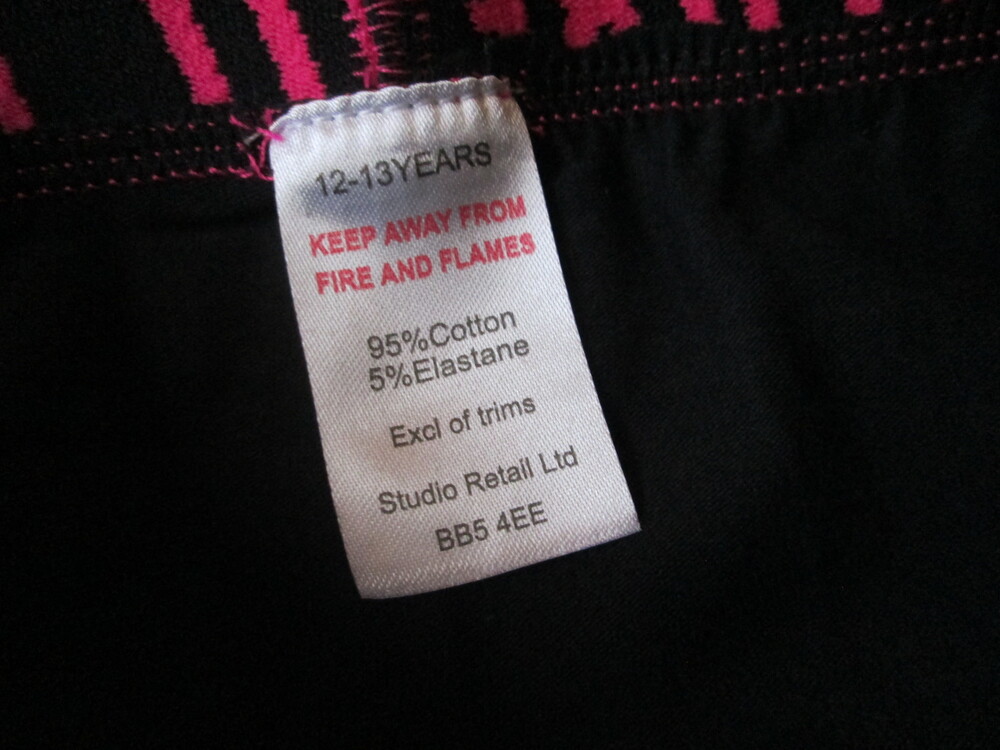 12-13YEARS
KEEP AWAY FROM
FIRE AND FLAMES
95%Cotton
5%Elastane
Excl of trims
Studio Retail Ltd
BB5 4EE